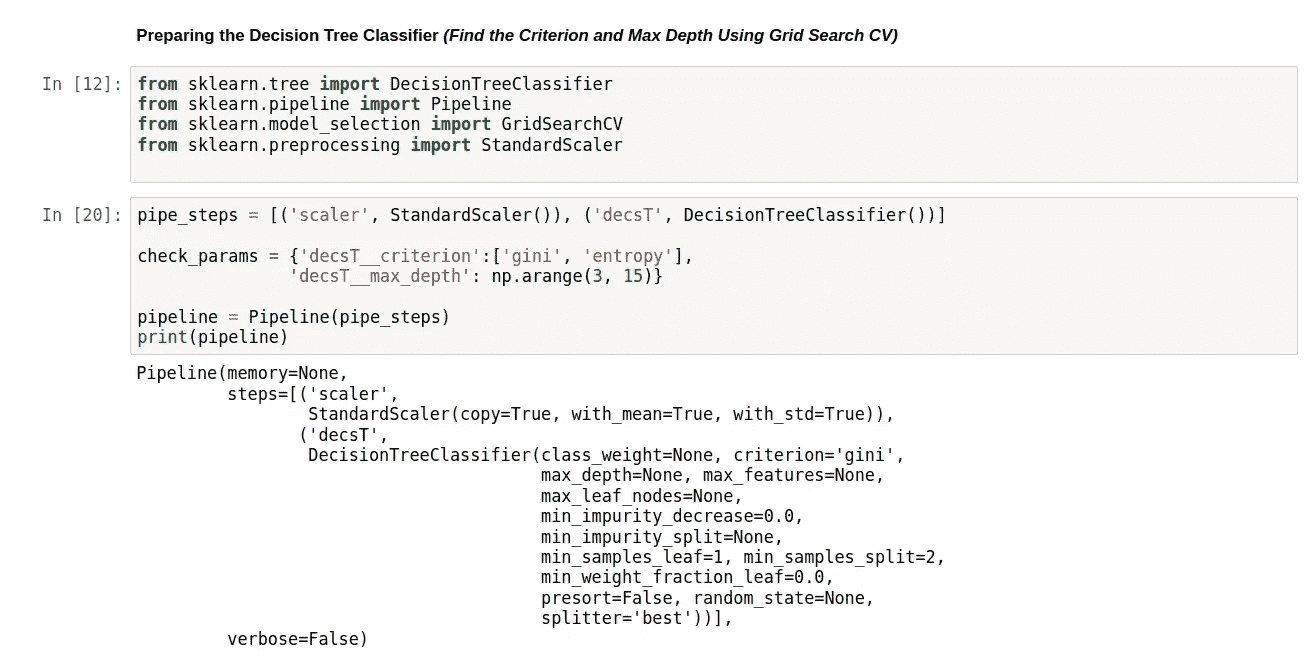 Preparing the Decision Tree Classifier (Find the Criterion and Max Depth Using Grid Search CV)
In [12]: from sklearn.tree import DecisionTreeClassifier
from sklearn.pipeline import Pipeline
from sklearn.model_selection import GridSearchCV
from sklearn.preprocessing import StandardScaler
In [20]: pipe_steps = [('scaler', StandardScaler()), ('decsT', DecisionTreeClassifier())]
check_params = {'decsT__criterion':['gini', 'entropy'],
'decsT__max_depth': np.arange(3, 15)}
pipeline = Pipeline(pipe_steps)
print(pipeline)
Pipeline(memory=None,
steps=[('scaler',
StandardScaler(copy=True, with_mean=True, with_std=True)),
('decsT',
DecisionTreeClassifier(class_weight=None, criterion='gini',
max_depth=None, max_features=None,
max_leaf_nodes=None,
min_impurity_decrease=0.0,
min_impurity_split=None,
min_samples_leaf=1, min_samples_split=2,
min_weight_fraction_leaf=0.0,
presort=False, random_state=None,
splitter='best'))],
verbose=False)